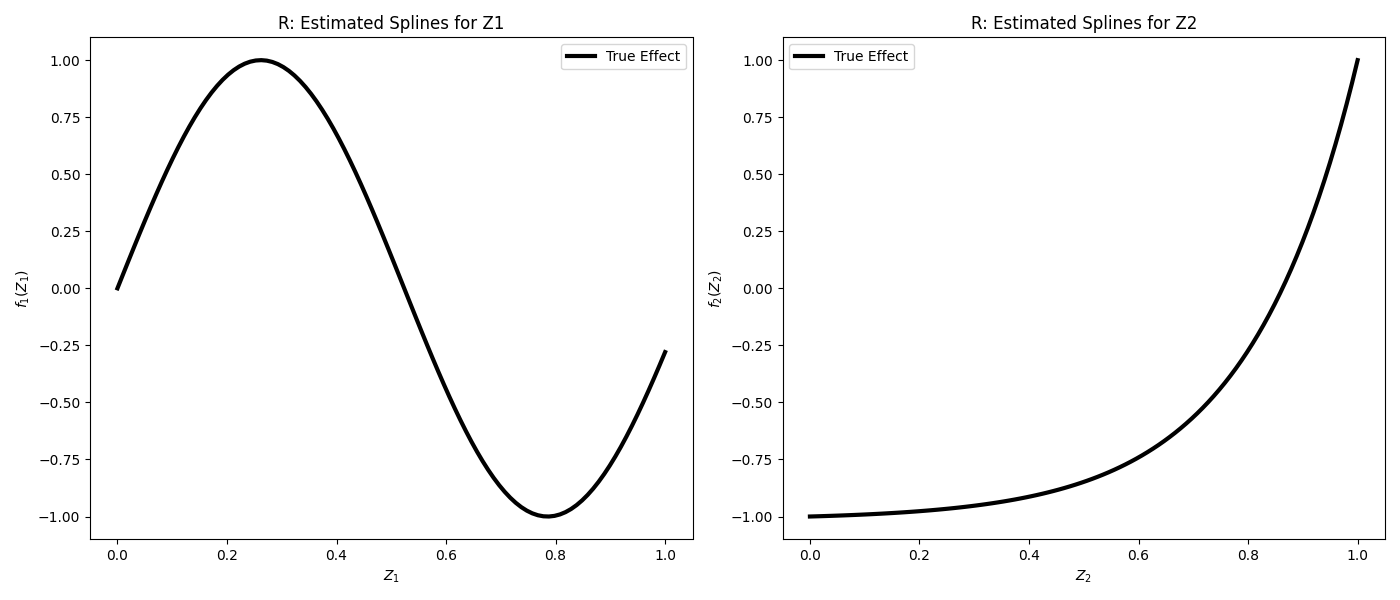 R: Estimated Splines for Z1
True Effect
1.00
0.75
0.50
0.25
0.00
−0.25
−0.50
−0.75
−1.00
f₁(Z₁)
0.0 0.2 0.4 0.6 0.8 1.0
Z₁
R: Estimated Splines for Z2
True Effect
1.00
0.75
0.50
0.25
0.00
−0.25
−0.50
−0.75
−1.00
f₂(Z₂)
0.0 0.2 0.4 0.6 0.8 1.0
Z₂